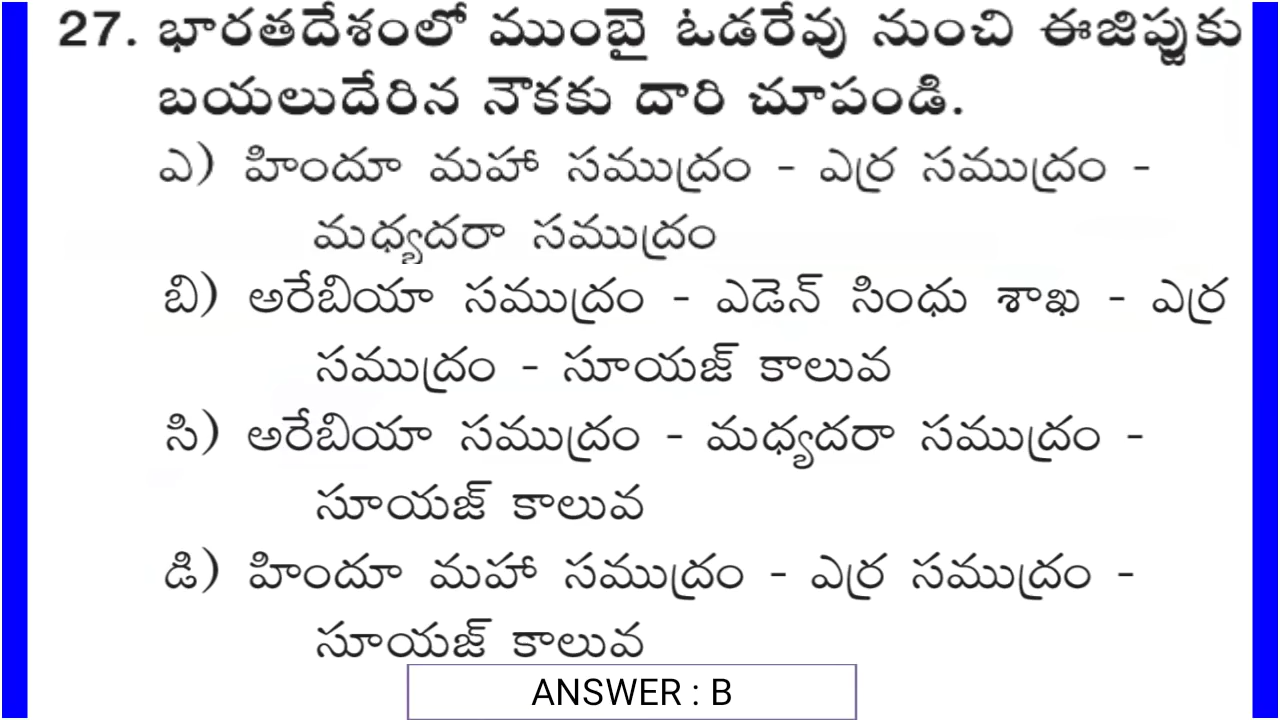 27. భారతదేశంలో ముంబై ఓడరేవు నుంచి ఈజిప్టుకు
బయలుదేరిన నౌకకు దారి చూపండి.
ఎ) హిందూ మహా సముద్రం - ఎర్ర సముద్రం -
మధ్యదరా సముద్రం
బి) అరేబియా సముద్రం - ఎడెన్ సింధు శాఖ - ఎర్ర
సముద్రం - సూయజ్ కాలువ
సి) అరేబియా సముద్రం - మధ్యదరా సముద్రం -
సూయజ్ కాలువ
డి) హిందూ మహా సముద్రం - ఎర్ర సముద్రం -
సూయజ్ కాలువ
ANSWER : B